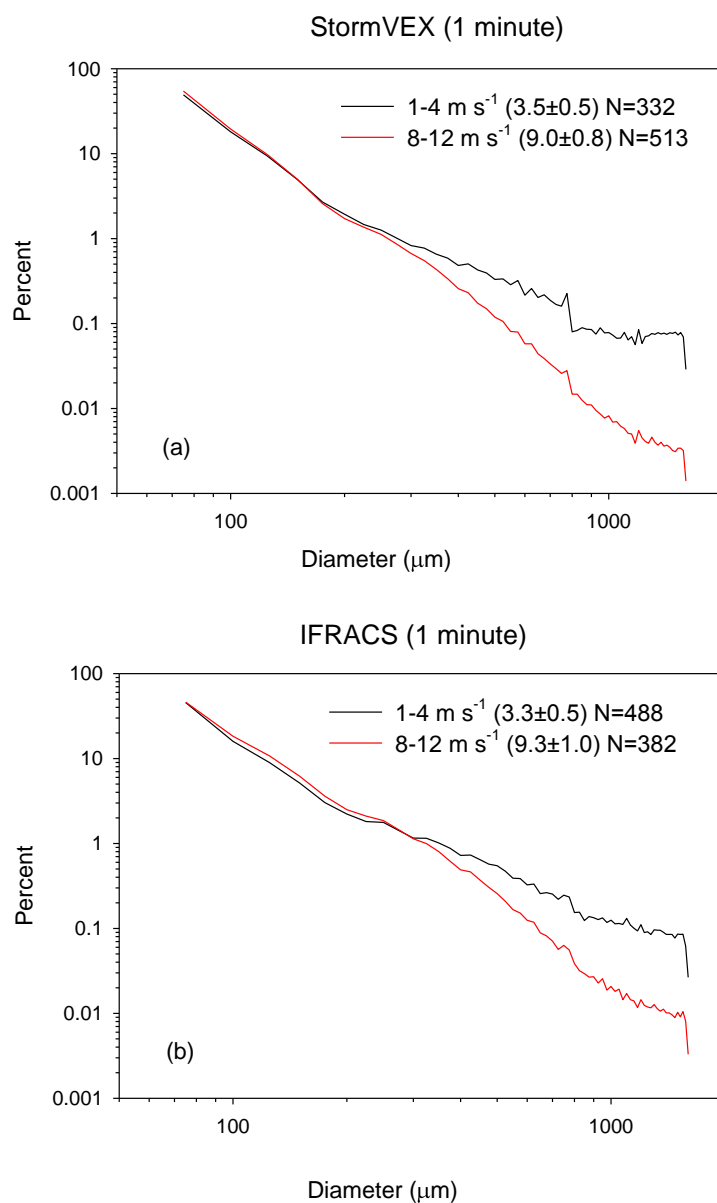 StormVEX (1 minute)
100
10
1
0.1
0.01
0.001
Percent
1-4 m s⁻¹ (3.5±0.5) N=332
8-12 m s⁻¹ (9.0±0.8) N=513
(a)
100
1000
Diameter (μm)
IFRACS (1 minute)
100
10
1
0.1
0.01
0.001
Percent
1-4 m s⁻¹ (3.3±0.5) N=488
8-12 m s⁻¹ (9.3±1.0) N=382
(b)
100
1000
Diameter (μm)